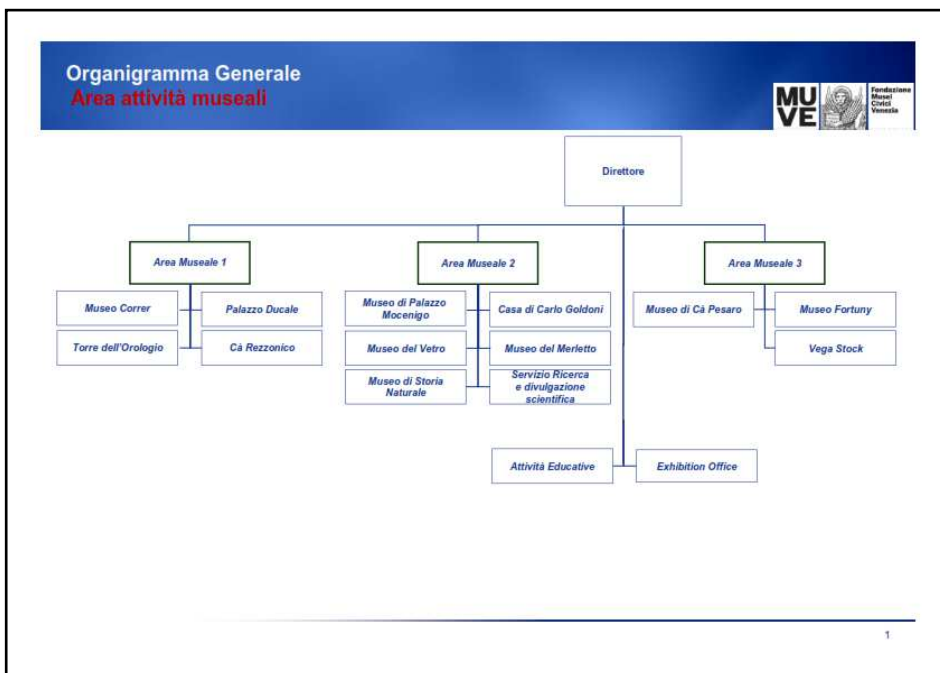 Organigramma Generale
Area attività museali
MU
VE
Fondazione
Musei
Civici
Venezia
Direttore
Area Museale 1
Area Museale 2
Area Museale 3
Museo Correr
Palazzo Ducale
Torre dell'Orologio
Cà Rezzonico
Museo di Palazzo
Mocenigo
Casa di Carlo Goldoni
Museo del Vetro
Museo del Merletto
Museo di Storia
Naturale
Servizio Ricerca
e divulgazione
scientifica
Museo di Cà Pesaro
Museo Fortuny
Vega Stock
Attività Educative
Exhibition Office
1